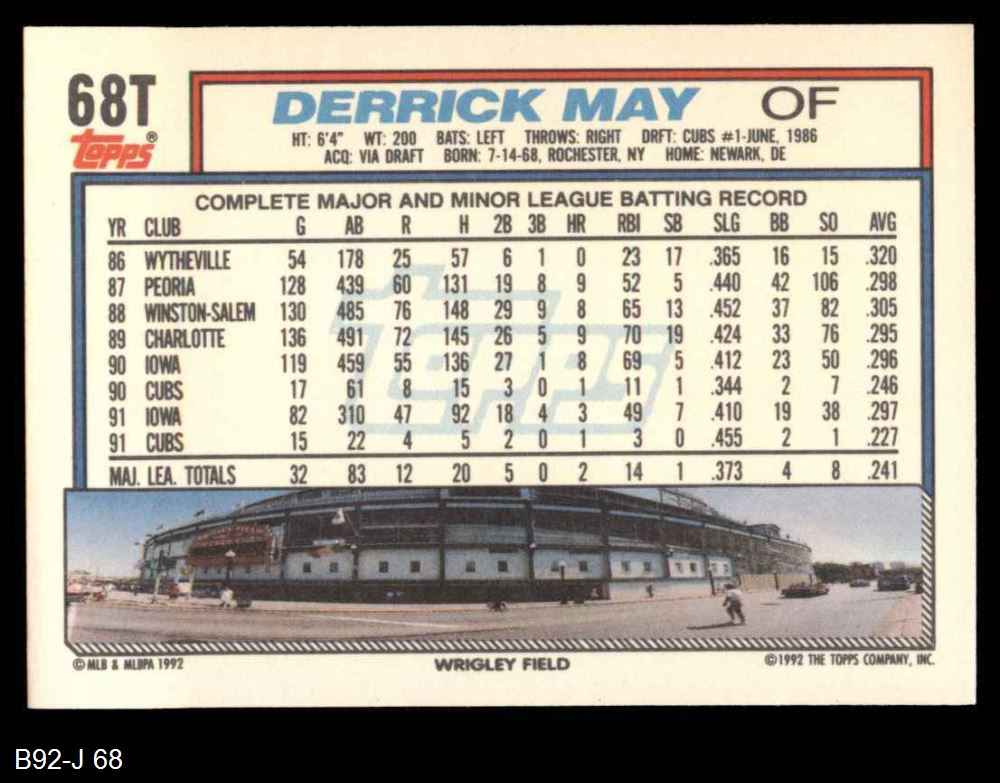 68T
Topps®
DERRICK MAY OF
HT: 6'4" WT: 200 BATS: LEFT THROWS: RIGHT DRFT: CUBS #1-JUNE, 1986
ACQ: VIA DRAFT BORN: 7-14-68, ROCHESTER, NY HOME: NEWARK, DE
COMPLETE MAJOR AND MINOR LEAGUE BATTING RECORD
YR CLUB G AB R H 2B 3B HR RBI SB SLG BB SO AVG
86 WYTHEVILLE 54 178 25 57 6 1 0 23 17 .365 16 15 .320
87 PEORIA 128 439 60 131 19 8 9 52 5 .440 42 106 .298
88 WINSTON-SALEM 130 485 76 148 29 9 8 65 13 .452 37 82 .305
89 CHARLOTTE 136 491 72 145 26 5 9 70 19 .424 33 76 .295
90 IOWA 119 459 55 136 27 1 8 69 5 .412 23 50 .296
90 CUBS 17 61 8 15 3 0 1 11 1 .344 2 7 .246
91 IOWA 82 310 47 92 18 4 3 49 7 .410 19 38 .297
91 CUBS 15 22 4 5 2 0 1 3 0 .455 2 1 .227
MAJ. LEA. TOTALS 32 83 12 20 5 0 2 14 1 .373 4 8 .241
Topps
©MLB & MLBPA 1992 WRIGLEY FIELD ©1992 THE TOPPS COMPANY, INC.
B92-J 68